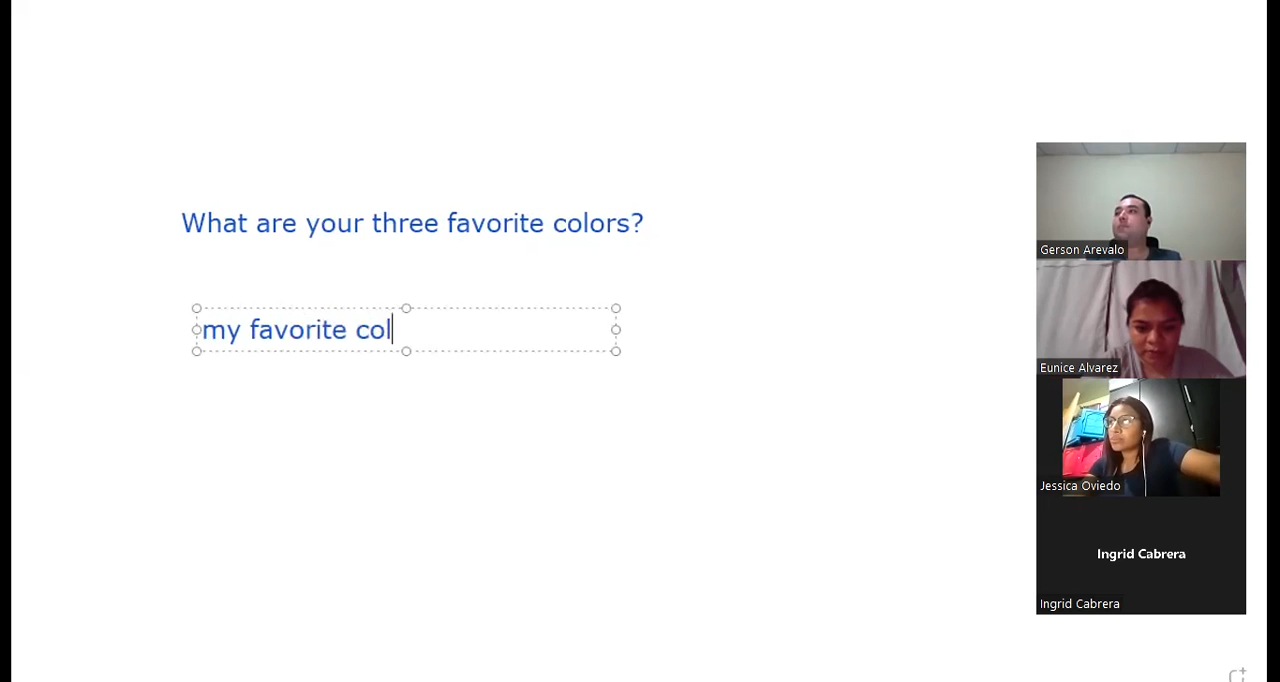 What are your three favorite colors?
my favorite col
Gerson Arevalo
Eunice Alvarez
Jessica Oviedo
Ingrid Cabrera
Ingrid Cabrera